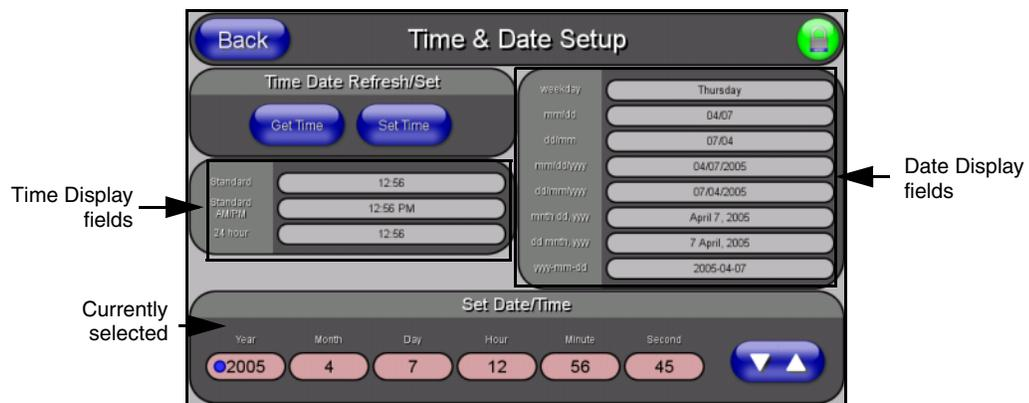 Back
Time & Date Setup
Time Date Refresh/Set
Get Time
Set Time
Time Display
fields
Standard
12:56
Standard
AM/PM
12:56 PM
24 hour
12:56
weekday
Thursday
mm/dd
04/07
dd/mm
07/04
mm/dd/yyyy
04/07/2005
dd/mm/yyyy
07/04/2005
mnth dd, yyyy
April 7, 2005
dd mnth, yyyy
7 April, 2005
yyyy-mm-dd
2005-04-07
Date Display
fields
Currently
selected
Set Date/Time
Year
Month
Day
Hour
Minute
Second
2005
4
7
12
56
45